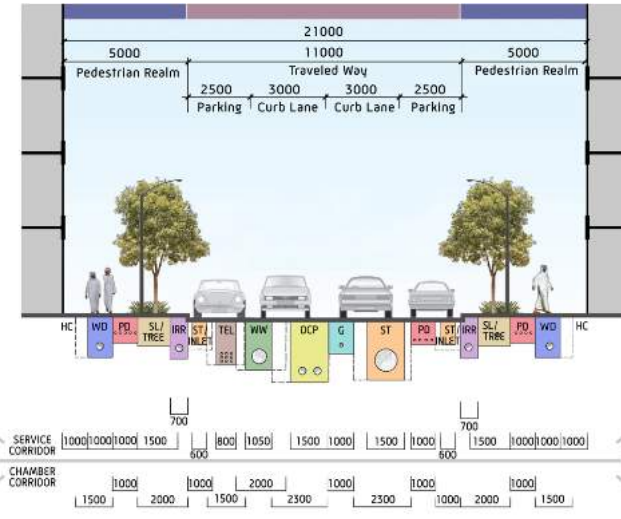 21000
5000 11000 5000
Pedestrian Realm Traveled Way Pedestrian Realm
2500 3000 3000 2500
Parking Curb Lane Curb Lane Parking
HC WD PD SL/ TREE IRR ST/ INLET TEL WW DCP G ST PD ST/ INLET IRR SL/ TREE PD WD HC
700 700
SERVICE CORRIDOR 1000 1000 1000 1500 600 800 1050 1500 1000 1500 1000 600 1500 1000 1000 1000
CHAMBER CORRIDOR 1000 1000 2000 1000 1000 1000
1500 2000 1500 2300 2300 1000 2000 1500